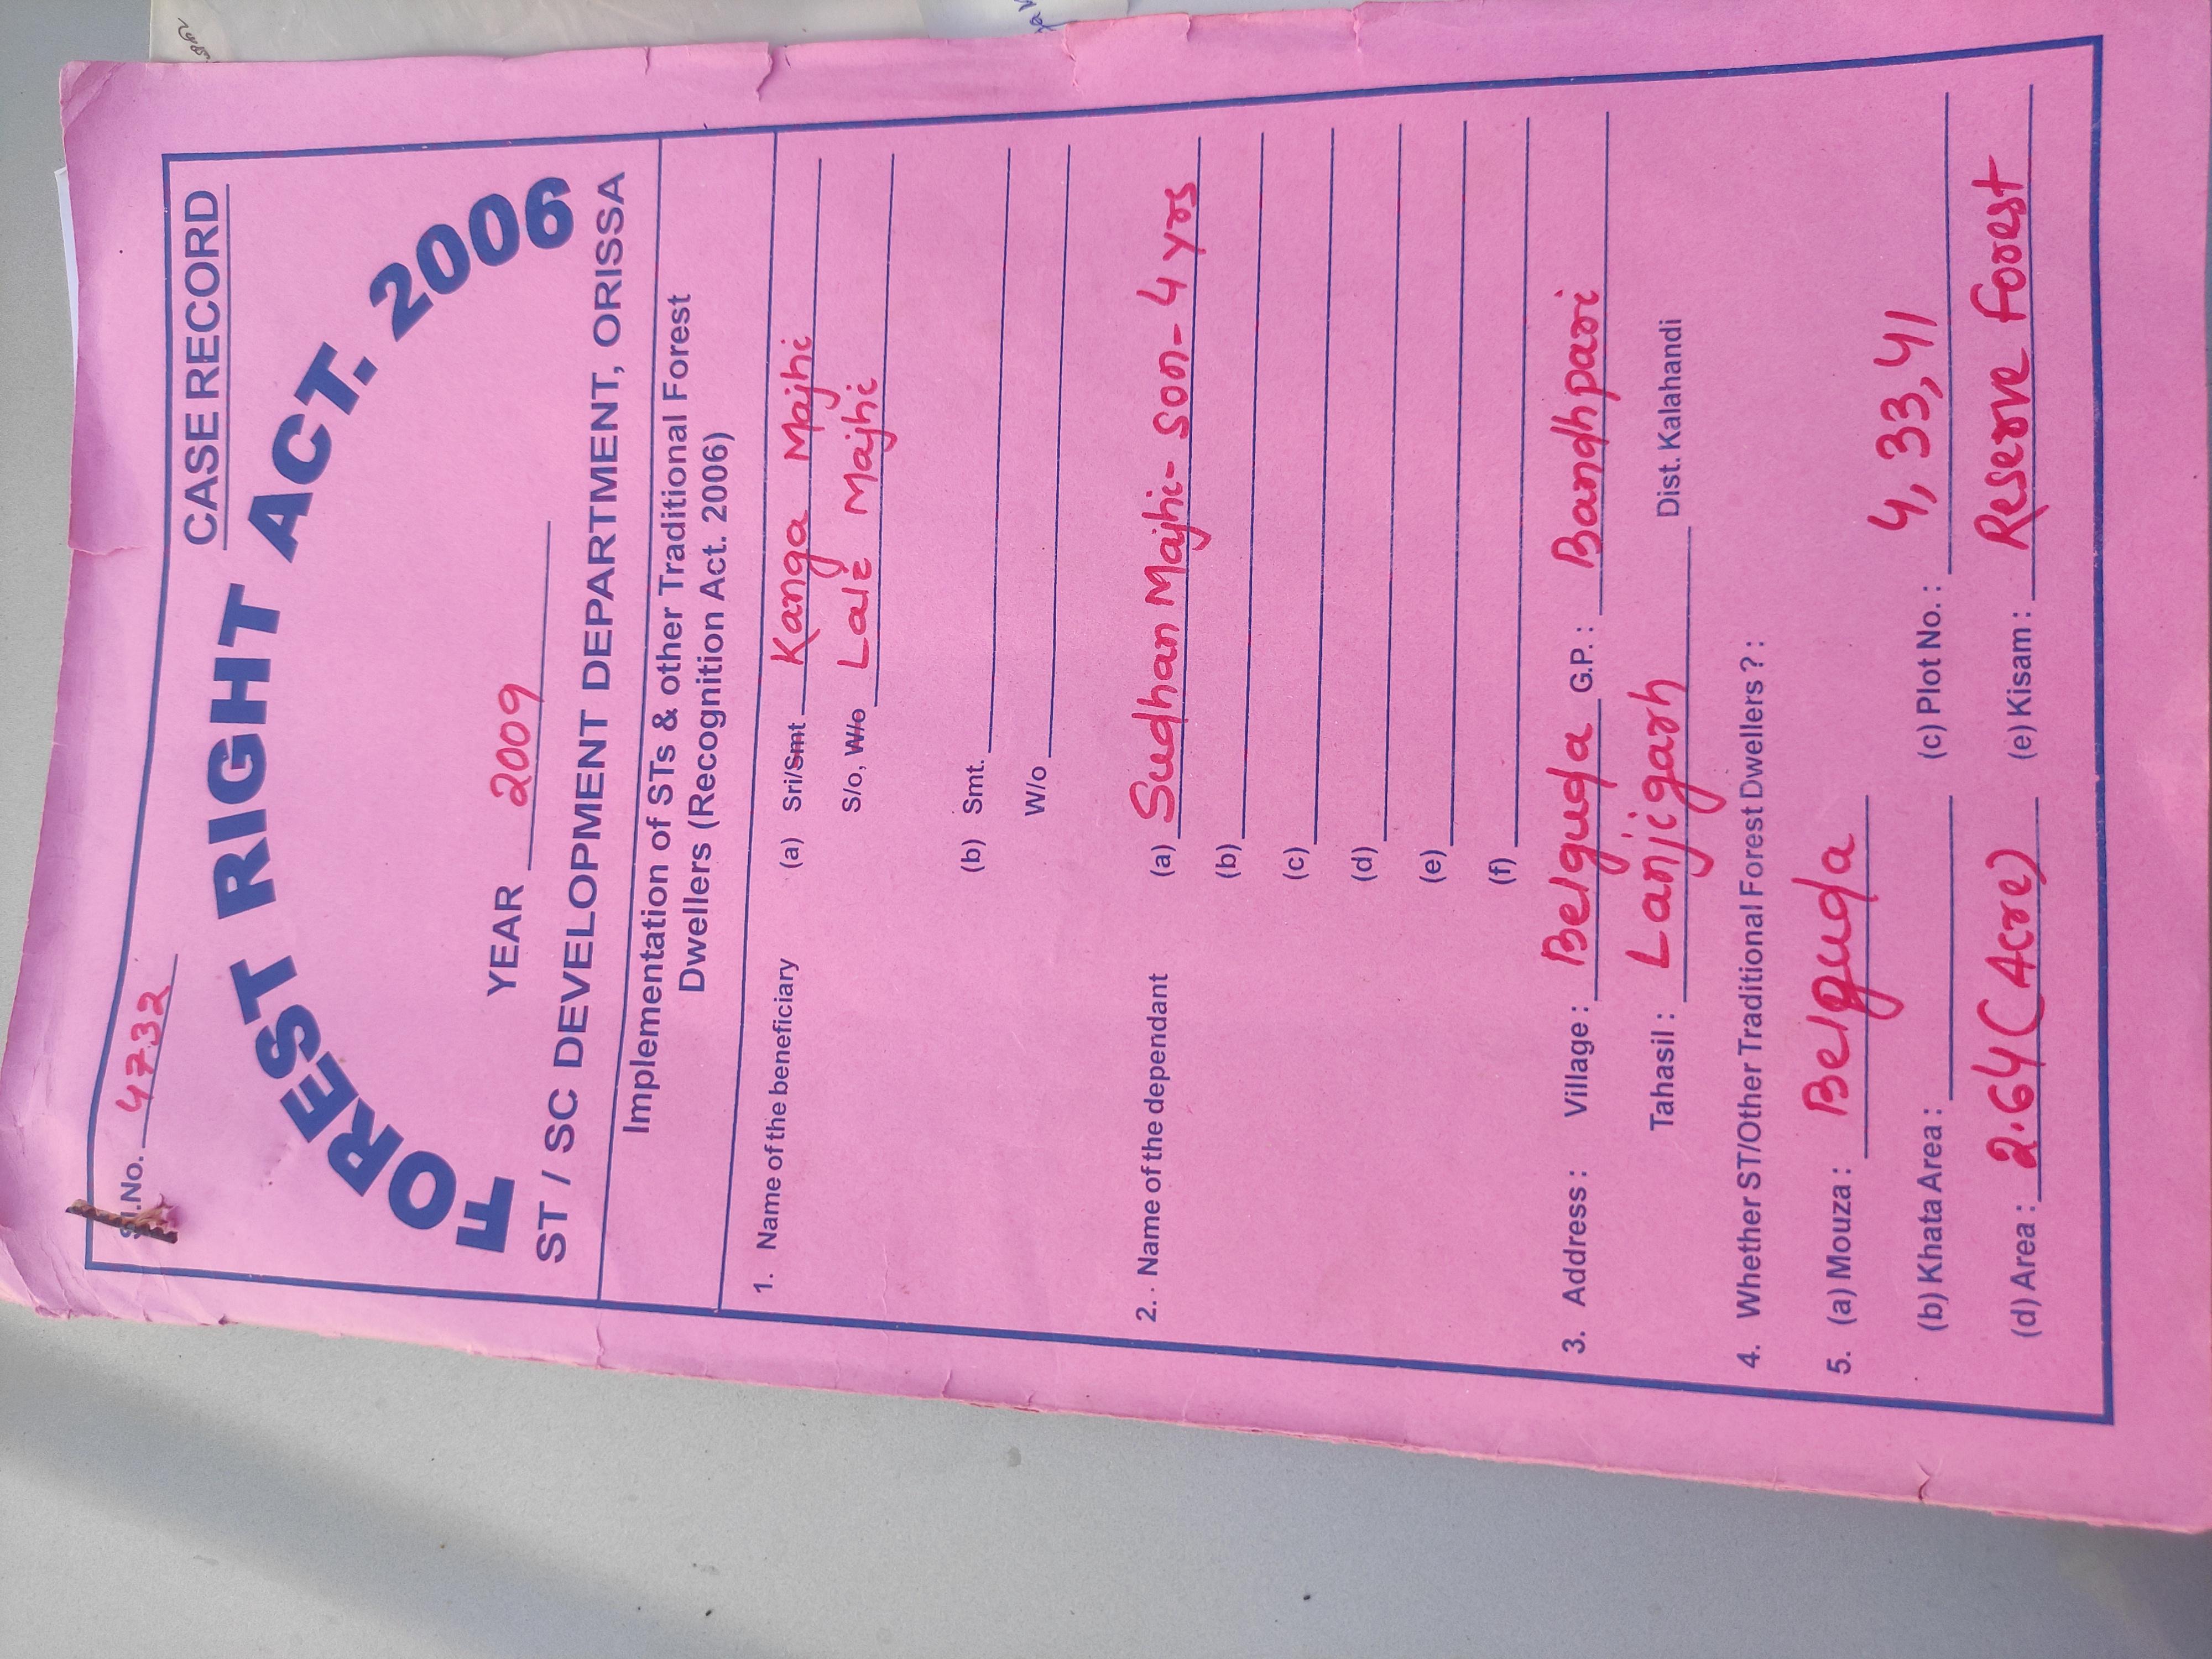 Sl.No. 4732
CASE RECORD
FOREST RIGHT ACT. 2006
YEAR 2009
ST / SC DEVELOPMENT DEPARTMENT, ORISSA
Implementation of STs & other Traditional Forest
Dwellers (Recognition Act. 2006)
1. Name of the beneficiary (a) Sri/Smt Kanga Majhi
S/o, W/o Lali Majhi
(b) Smt.
W/o
2. Name of the dependant (a) Sudhan Majhi- son- 4 yrs
(b)
(c)
(d)
(e)
(f)
3. Address : Village : Belguda G.P. : Bandhpari
Tahasil : Lanjigarh Dist. Kalahandi
4. Whether ST/Other Traditional Forest Dwellers ? :
5. (a) Mouza : Belguda
(b) Khata Area : (c) Plot No. : 4, 33, 41
(d) Area : 2.64 (Acre) (e) Kisam : Reserve forest